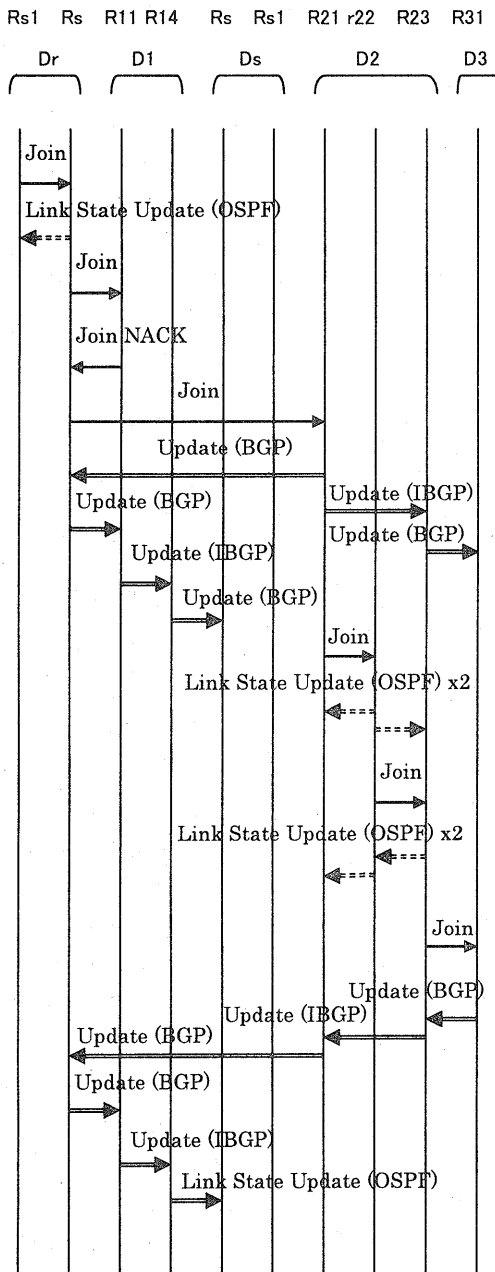 Rs1 Rs R11 R14 Rs Rs1 R21 r22 R23 R31
Dr D1 Ds D2 D3
Join
Link State Update (OSPF)
Join
Join NACK
Join
Update (BGP)
Update (IBGP)
Update (BGP)
Update (BGP)
Update (IBGP)
Update (BGP)
Join
Link State Update (OSPF) x2
Join
Link State Update (OSPF) x2
Join
Update (BGP)
Update (IBGP)
Update (BGP)
Update (BGP)
Update (IBGP)
Link State Update (OSPF)